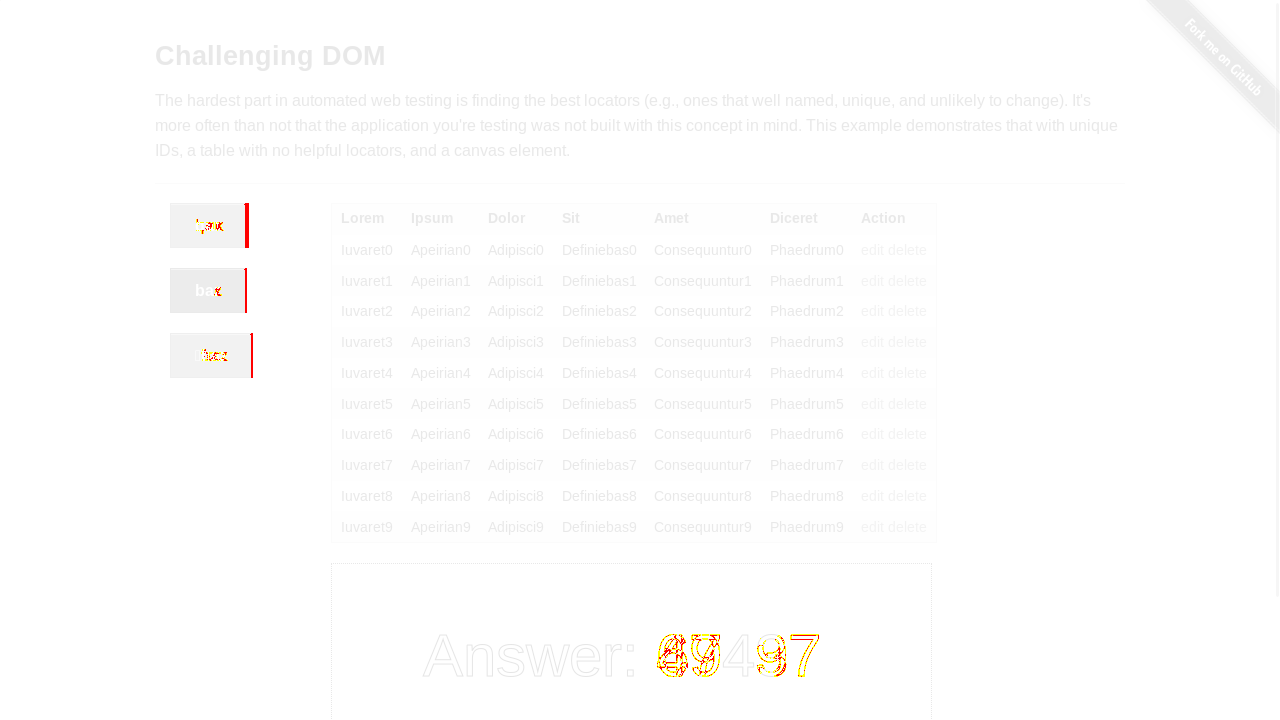 Challenging DOM
Fork me on GitHub
The hardest part in automated web testing is finding the best locators (e.g., ones that well named, unique, and unlikely to change). It's
more often than not that the application you're testing was not built with this concept in mind. This example demonstrates that with unique
IDs, a table with no helpful locators, and a canvas element.
Lorem Ipsum Dolor Sit Amet Diceret Action
Iuvaret0 Apeirian0 Adipisci0 Definiebas0 Consequuntur0 Phaedrum0 edit delete
Iuvaret1 Apeirian1 Adipisci1 Definiebas1 Consequuntur1 Phaedrum1 edit delete
Iuvaret2 Apeirian2 Adipisci2 Definiebas2 Consequuntur2 Phaedrum2 edit delete
Iuvaret3 Apeirian3 Adipisci3 Definiebas3 Consequuntur3 Phaedrum3 edit delete
Iuvaret4 Apeirian4 Adipisci4 Definiebas4 Consequuntur4 Phaedrum4 edit delete
Iuvaret5 Apeirian5 Adipisci5 Definiebas5 Consequuntur5 Phaedrum5 edit delete
Iuvaret6 Apeirian6 Adipisci6 Definiebas6 Consequuntur6 Phaedrum6 edit delete
Iuvaret7 Apeirian7 Adipisci7 Definiebas7 Consequuntur7 Phaedrum7 edit delete
Iuvaret8 Apeirian8 Adipisci8 Definiebas8 Consequuntur8 Phaedrum8 edit delete
Iuvaret9 Apeirian9 Adipisci9 Definiebas9 Consequuntur9 Phaedrum9 edit delete
Answer: